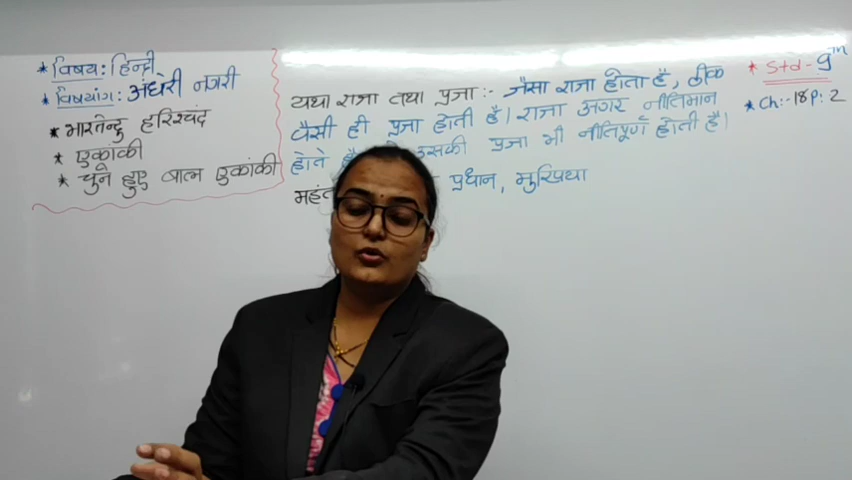 * विषय: हिन्दी
* विषयांग: अंधेरी नगरी
* भारतेन्दु हरिश्चंद
* एकांकी
* चुने हुए बाल एकांकी
यथा राजा तथा प्रजा :- जैसा राजा होता है, ठीक
वैसी ही प्रजा होती है। राजा अगर नीतिमान
होते उसकी प्रजा भी नीतिपूर्ण होती है।
प्रधान, मुखिया
* Std - 9th
* Ch:-18 P: 2